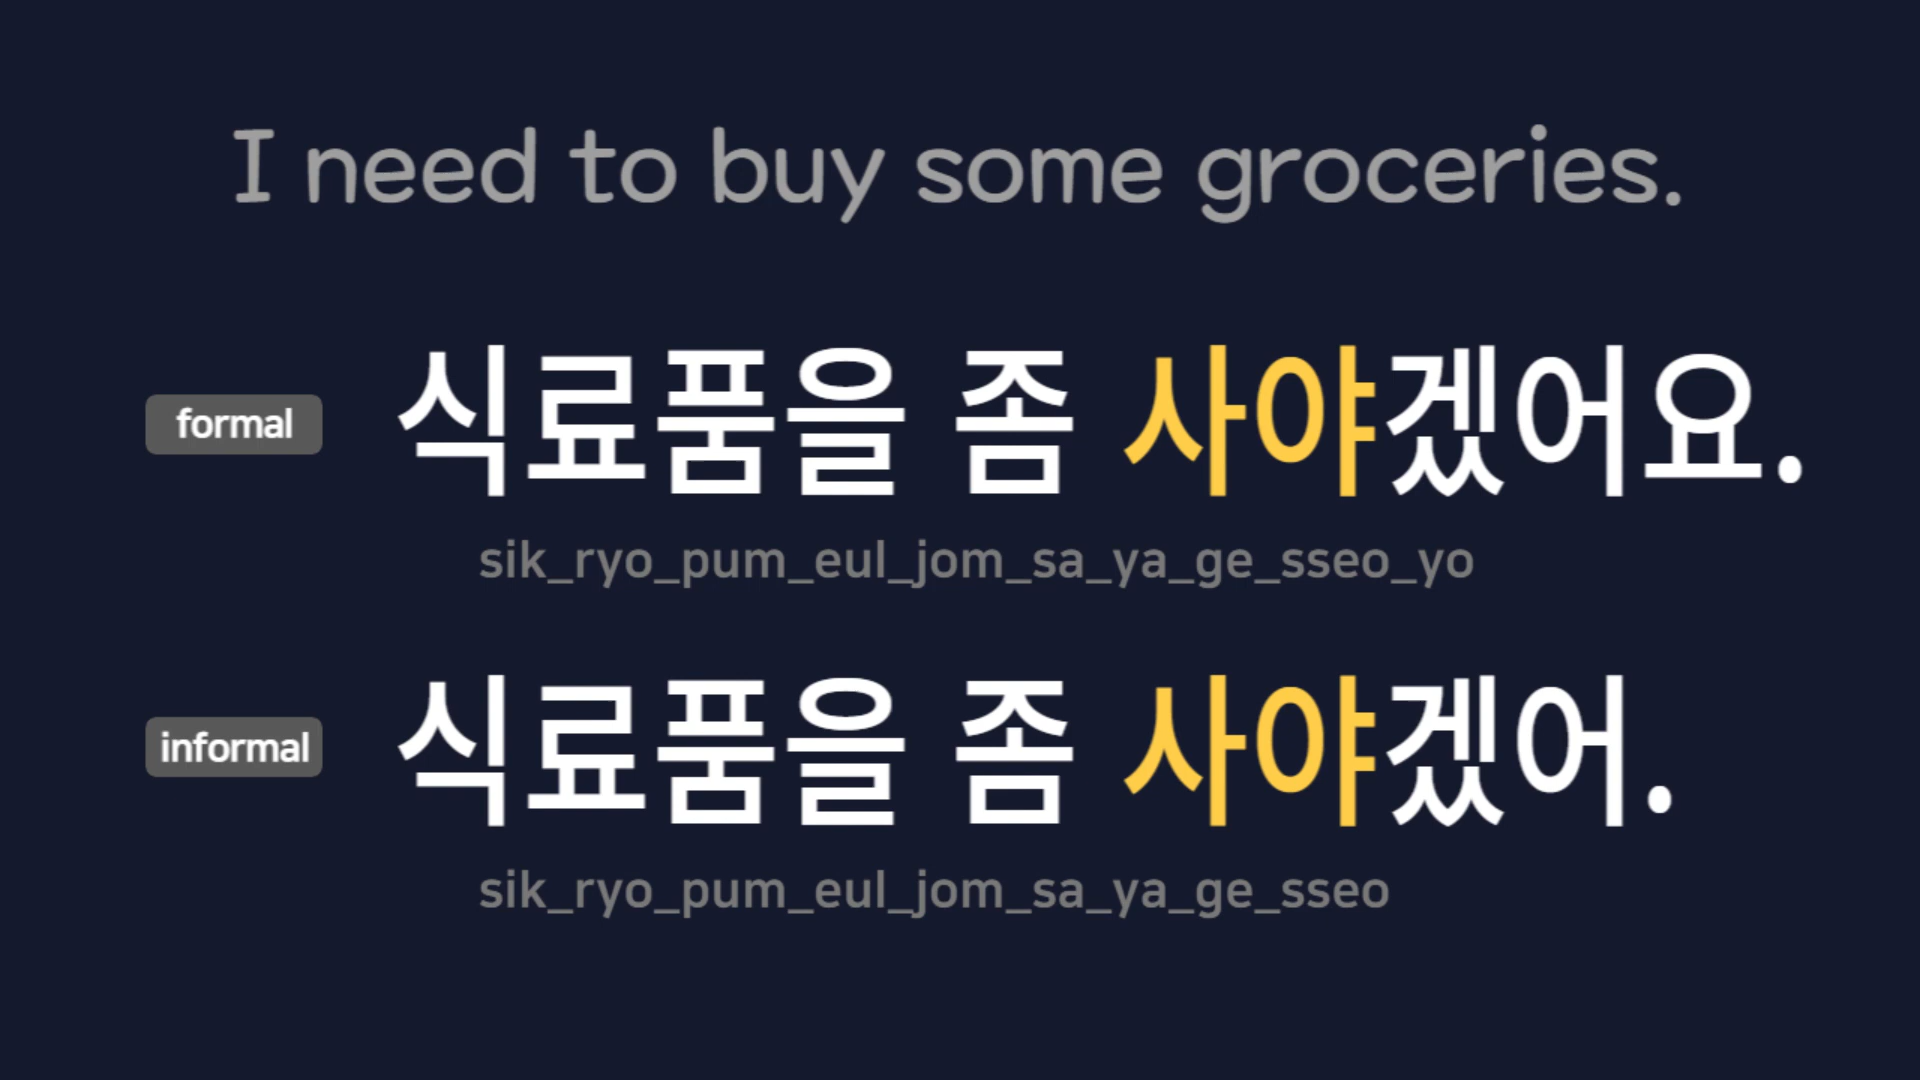 I need to buy some groceries.
formal 식료품을 좀 사야겠어요.
sik_ryo_pum_eul_jom_sa_ya_ge_sseo_yo
informal 식료품을 좀 사야겠어.
sik_ryo_pum_eul_jom_sa_ya_ge_sseo